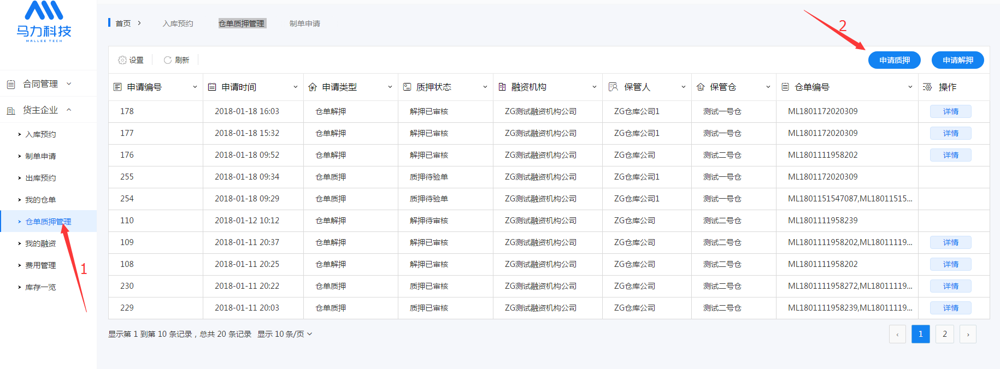 马力科技
MALLEE TECH
合同管理
货主企业
入库预约
制单申请
出库预约
我的仓单
仓单质押管理
我的融资
费用管理
库存一览
1
首页 > 入库预约 仓单质押管理 制单申请
2
设置 刷新 申请质押 申请解押
申请编号 申请时间 申请类型 质押状态 融资机构 保管人 保管仓 仓单编号 操作
178 2018-01-18 16:03 仓单解押 解押已审核 ZG测试融资机构公司 ZG仓库公司1 测试一号仓 ML1801172020309 详情
177 2018-01-18 15:32 仓单解押 解押已审核 ZG测试融资机构公司 ZG仓库公司1 测试一号仓 ML1801172020309 详情
176 2018-01-18 09:52 仓单解押 解押已审核 ZG测试融资机构公司 ZG仓库公司 测试二号仓 ML1801111958202 详情
255 2018-01-18 09:34 仓单质押 质押待验单 ZG测试融资机构公司 ZG仓库公司1 测试一号仓 ML1801172020309
254 2018-01-18 09:29 仓单质押 质押待验单 ZG测试融资机构公司 ZG仓库公司1 测试一号仓 ML1801151547087,ML18011515...
110 2018-01-12 10:12 仓单解押 解押待审核 ZG测试融资机构公司 ZG仓库公司 测试二号仓 ML1801111958239
109 2018-01-11 20:37 仓单解押 解押已审核 ZG测试融资机构公司 ZG仓库公司 测试二号仓 ML1801111958202,ML18011119... 详情
108 2018-01-11 20:25 仓单解押 解押已审核 ZG测试融资机构公司 ZG仓库公司 测试二号仓 ML1801111958202 详情
230 2018-01-11 20:22 仓单质押 质押已审核 ZG测试融资机构公司 ZG仓库公司 测试二号仓 ML1801111958272,ML18011119... 详情
229 2018-01-11 20:03 仓单质押 质押已审核 ZG测试融资机构公司 ZG仓库公司 测试二号仓 ML1801111958239,ML18011119... 详情
显示第 1 到第 10 条记录，总共 20 条记录 显示 10 条/页 ‹ 1 2 ›